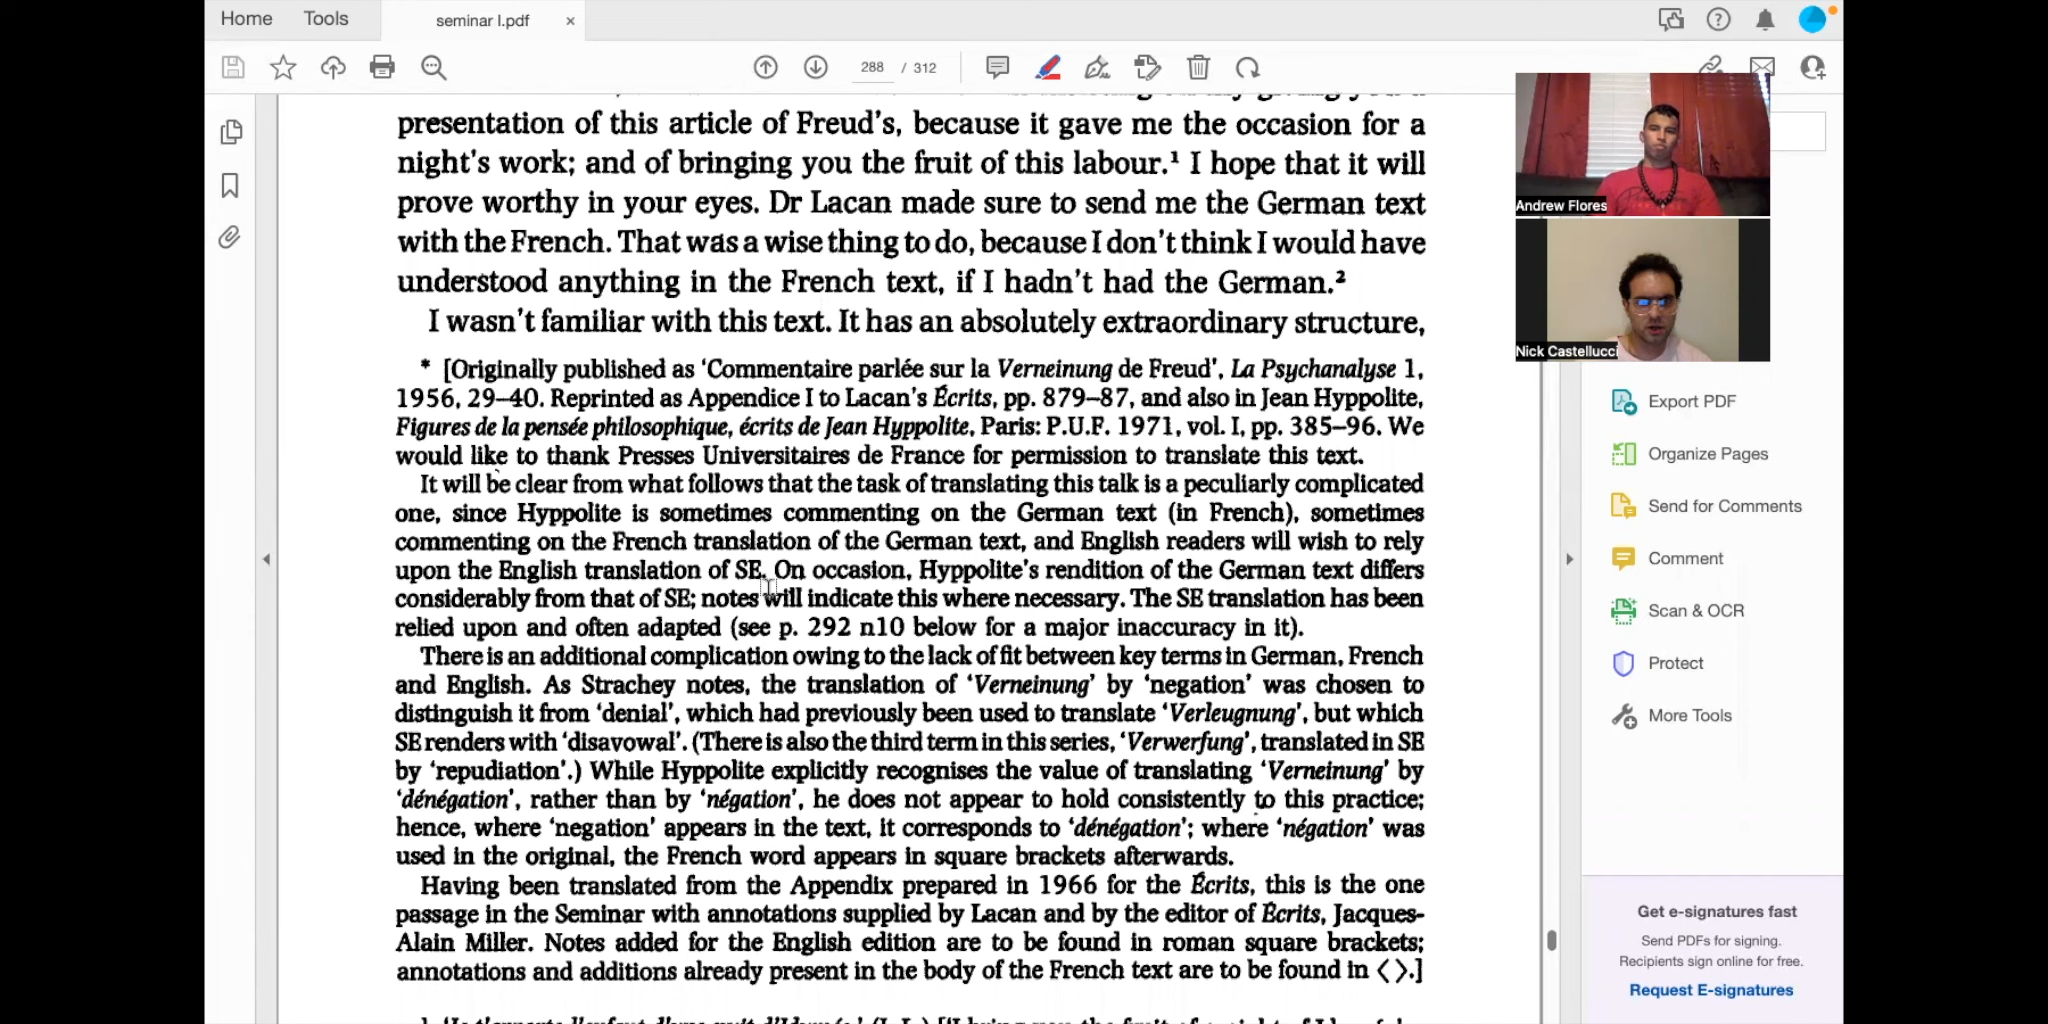 Home Tools seminar I.pdf ×
288 / 312
presentation of this article of Freud's, because it gave me the occasion for a
night's work; and of bringing you the fruit of this labour.¹ I hope that it will
prove worthy in your eyes. Dr Lacan made sure to send me the German text
with the French. That was a wise thing to do, because I don't think I would have
understood anything in the French text, if I hadn't had the German.²
I wasn't familiar with this text. It has an absolutely extraordinary structure,
* [Originally published as 'Commentaire parlée sur la Verneinung de Freud', La Psychanalyse 1,
1956, 29–40. Reprinted as Appendice I to Lacan's Écrits, pp. 879–87, and also in Jean Hyppolite,
Figures de la pensée philosophique, écrits de Jean Hyppolite, Paris: P.U.F. 1971, vol. I, pp. 385–96. We
would like to thank Presses Universitaires de France for permission to translate this text.
It will be clear from what follows that the task of translating this talk is a peculiarly complicated
one, since Hyppolite is sometimes commenting on the German text (in French), sometimes
commenting on the French translation of the German text, and English readers will wish to rely
upon the English translation of SE. On occasion, Hyppolite's rendition of the German text differs
considerably from that of SE; notes will indicate this where necessary. The SE translation has been
relied upon and often adapted (see p. 292 n10 below for a major inaccuracy in it).
There is an additional complication owing to the lack of fit between key terms in German, French
and English. As Strachey notes, the translation of 'Verneinung' by 'negation' was chosen to
distinguish it from 'denial', which had previously been used to translate 'Verleugnung', but which
SE renders with 'disavowal'. (There is also the third term in this series, 'Verwerfung', translated in SE
by 'repudiation'.) While Hyppolite explicitly recognises the value of translating 'Verneinung' by
'dénégation', rather than by 'négation', he does not appear to hold consistently to this practice;
hence, where 'negation' appears in the text, it corresponds to 'dénégation'; where 'négation' was
used in the original, the French word appears in square brackets afterwards.
Having been translated from the Appendix prepared in 1966 for the Écrits, this is the one
passage in the Seminar with annotations supplied by Lacan and by the editor of Écrits, Jacques-
Alain Miller. Notes added for the English edition are to be found in roman square brackets;
annotations and additions already present in the body of the French text are to be found in ⟨ ⟩.]
Andrew Flores
Nick Castellucci
Export PDF
Organize Pages
Send for Comments
Comment
Scan & OCR
Protect
More Tools
Get e-signatures fast
Send PDFs for signing.
Recipients sign online for free.
Request E-signatures